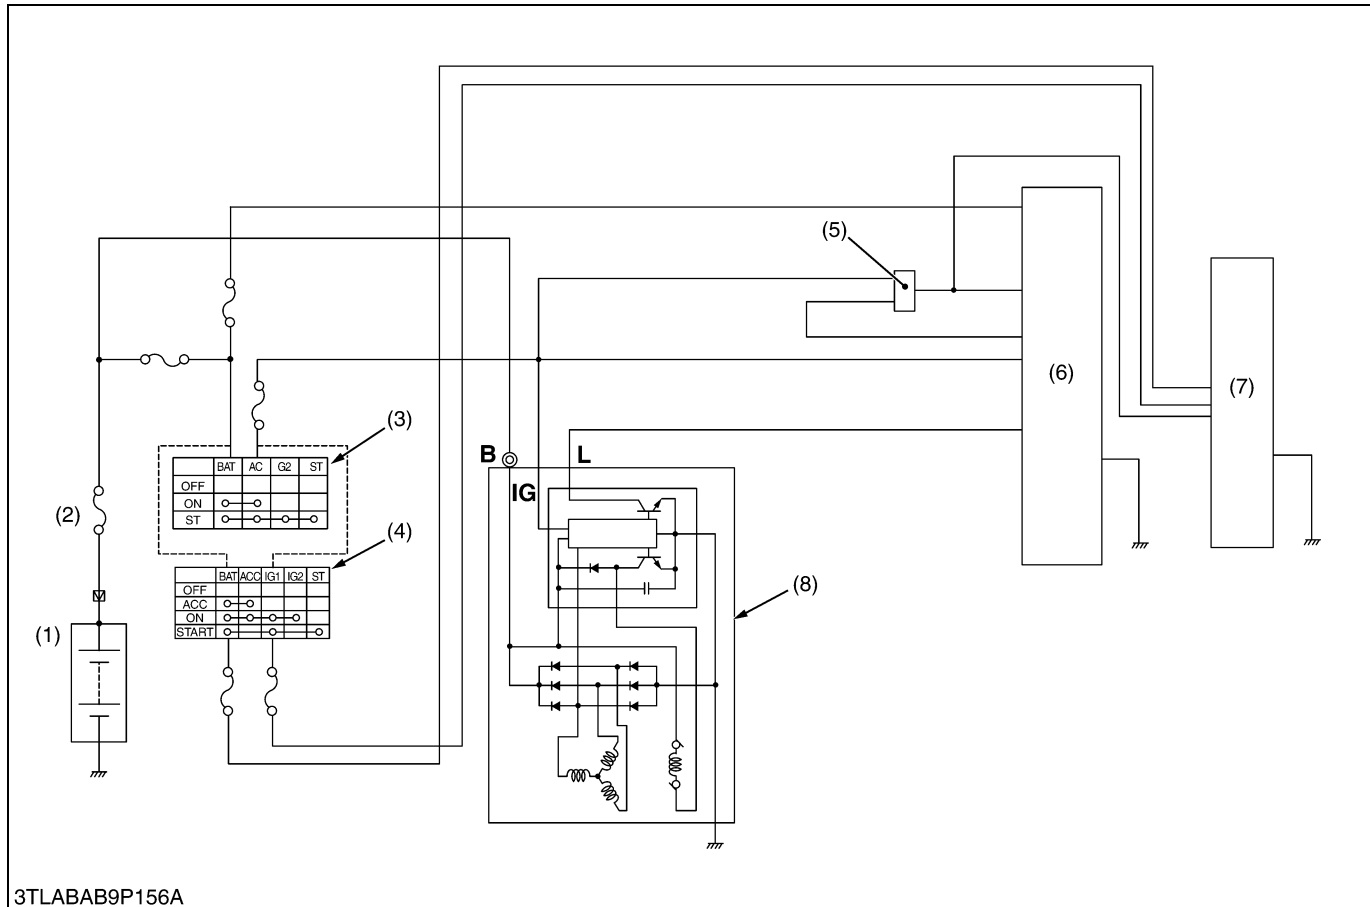 (5)
(6)
(7)
(3)
B
L
BAT AC G2 ST
OFF
IG
ON
(2)
ST
(4)
BAT ACC IG1 IG2 ST
OFF
(8)
ACC
ON
(1)
START
3TLABAB9P156A